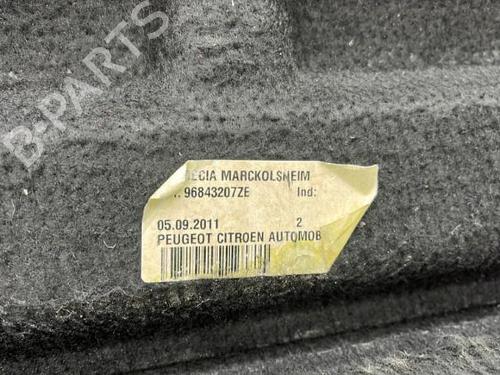 B-PARTS
ECIA MARCKOLSHEIM
96843207ZE Ind:
05.09.2011 2
PEUGEOT CITROEN AUTOMOB